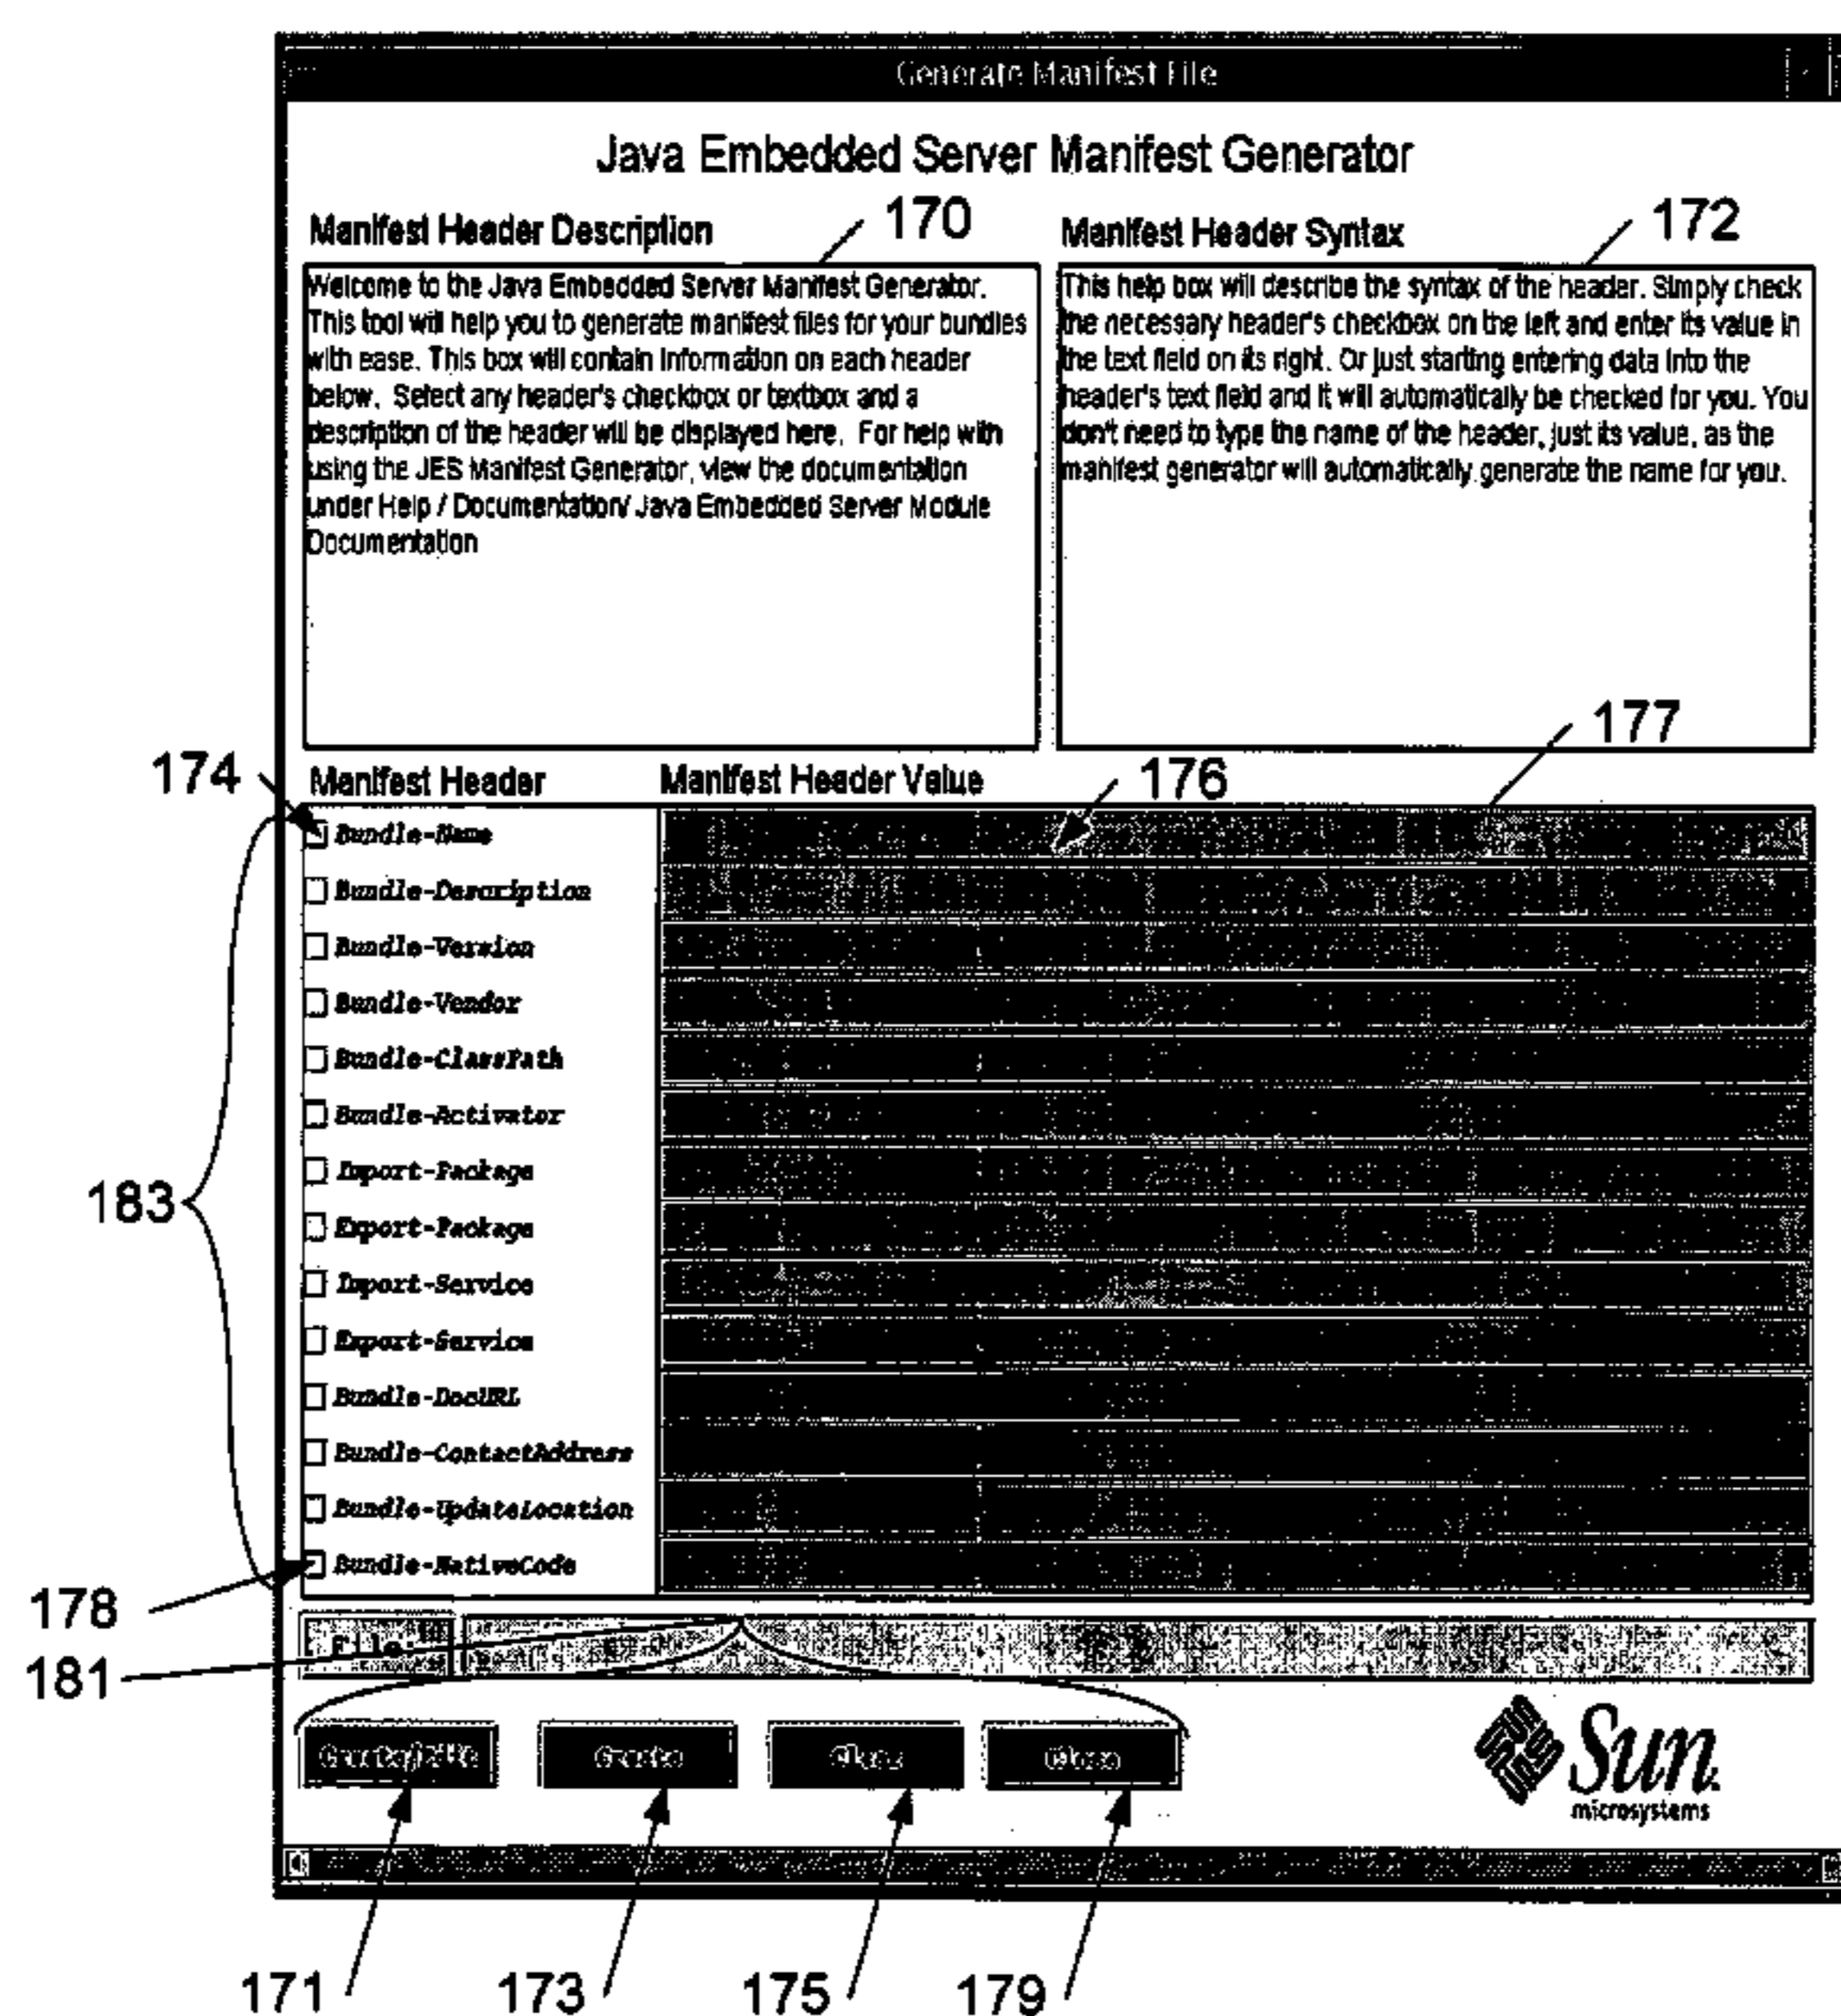 Generate Manifest File
Java Embedded Server Manifest Generator
Manifest Header Description
170
Manifest Header Syntax
172
Welcome to the Java Embedded Server Manifest Generator.
This tool will help you to generate manifest files for your bundles
with ease. This box will contain information on each header
below. Select any header's checkbox or textbox and a
description of the header will be displayed here. For help with
using the JES Manifest Generator, view the documentation
under Help / Documentation/ Java Embedded Server Module
Documentation
This help box will describe the syntax of the header. Simply check
the necessary header's checkbox on the left and enter its value in
the text field on its right. Or just starting entering data into the
header's text field and it will automatically be checked for you. You
don't need to type the name of the header, just its value, as the
manifest generator will automatically generate the name for you.
177
174
Manifest Header
Manifest Header Value
176
Bundle-Name
Bundle-Description
Bundle-Version
Bundle-Vendor
Bundle-ClassPath
Bundle-Activator
Import-Package
183
Export-Package
Import-Service
Export-Service
Bundle-DocURL
Bundle-ContactAddress
Bundle-UpdateLocation
Bundle-NativeCode
178
File:
181
Create/Edit
Create
Close
Sun
microsystems
171
173
175
179